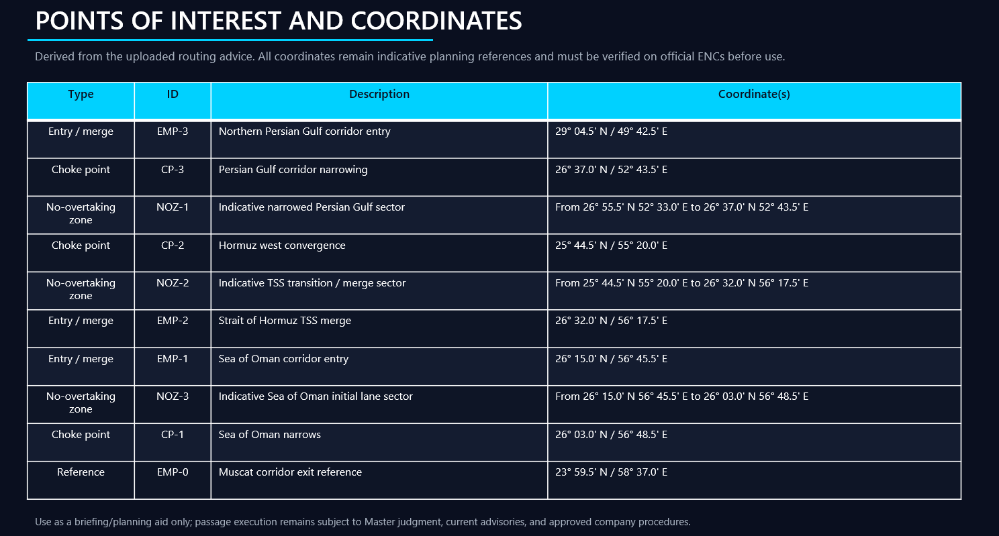 POINTS OF INTEREST AND COORDINATES
Derived from the uploaded routing advice. All coordinates remain indicative planning references and must be verified on official ENCs before use.
Type ID Description Coordinate(s)
Entry / merge EMP-3 Northern Persian Gulf corridor entry 29° 04.5' N / 49° 42.5' E
Choke point CP-3 Persian Gulf corridor narrowing 26° 37.0' N / 52° 43.5' E
No-overtaking zone NOZ-1 Indicative narrowed Persian Gulf sector From 26° 55.5' N 52° 33.0' E to 26° 37.0' N 52° 43.5' E
Choke point CP-2 Hormuz west convergence 25° 44.5' N / 55° 20.0' E
No-overtaking zone NOZ-2 Indicative TSS transition / merge sector From 25° 44.5' N 55° 20.0' E to 26° 32.0' N 56° 17.5' E
Entry / merge EMP-2 Strait of Hormuz TSS merge 26° 32.0' N / 56° 17.5' E
Entry / merge EMP-1 Sea of Oman corridor entry 26° 15.0' N / 56° 45.5' E
No-overtaking zone NOZ-3 Indicative Sea of Oman initial lane sector From 26° 15.0' N 56° 45.5' E to 26° 03.0' N 56° 48.5' E
Choke point CP-1 Sea of Oman narrows 26° 03.0' N / 56° 48.5' E
Reference EMP-0 Muscat corridor exit reference 23° 59.5' N / 58° 37.0' E
Use as a briefing/planning aid only; passage execution remains subject to Master judgment, current advisories, and approved company procedures.